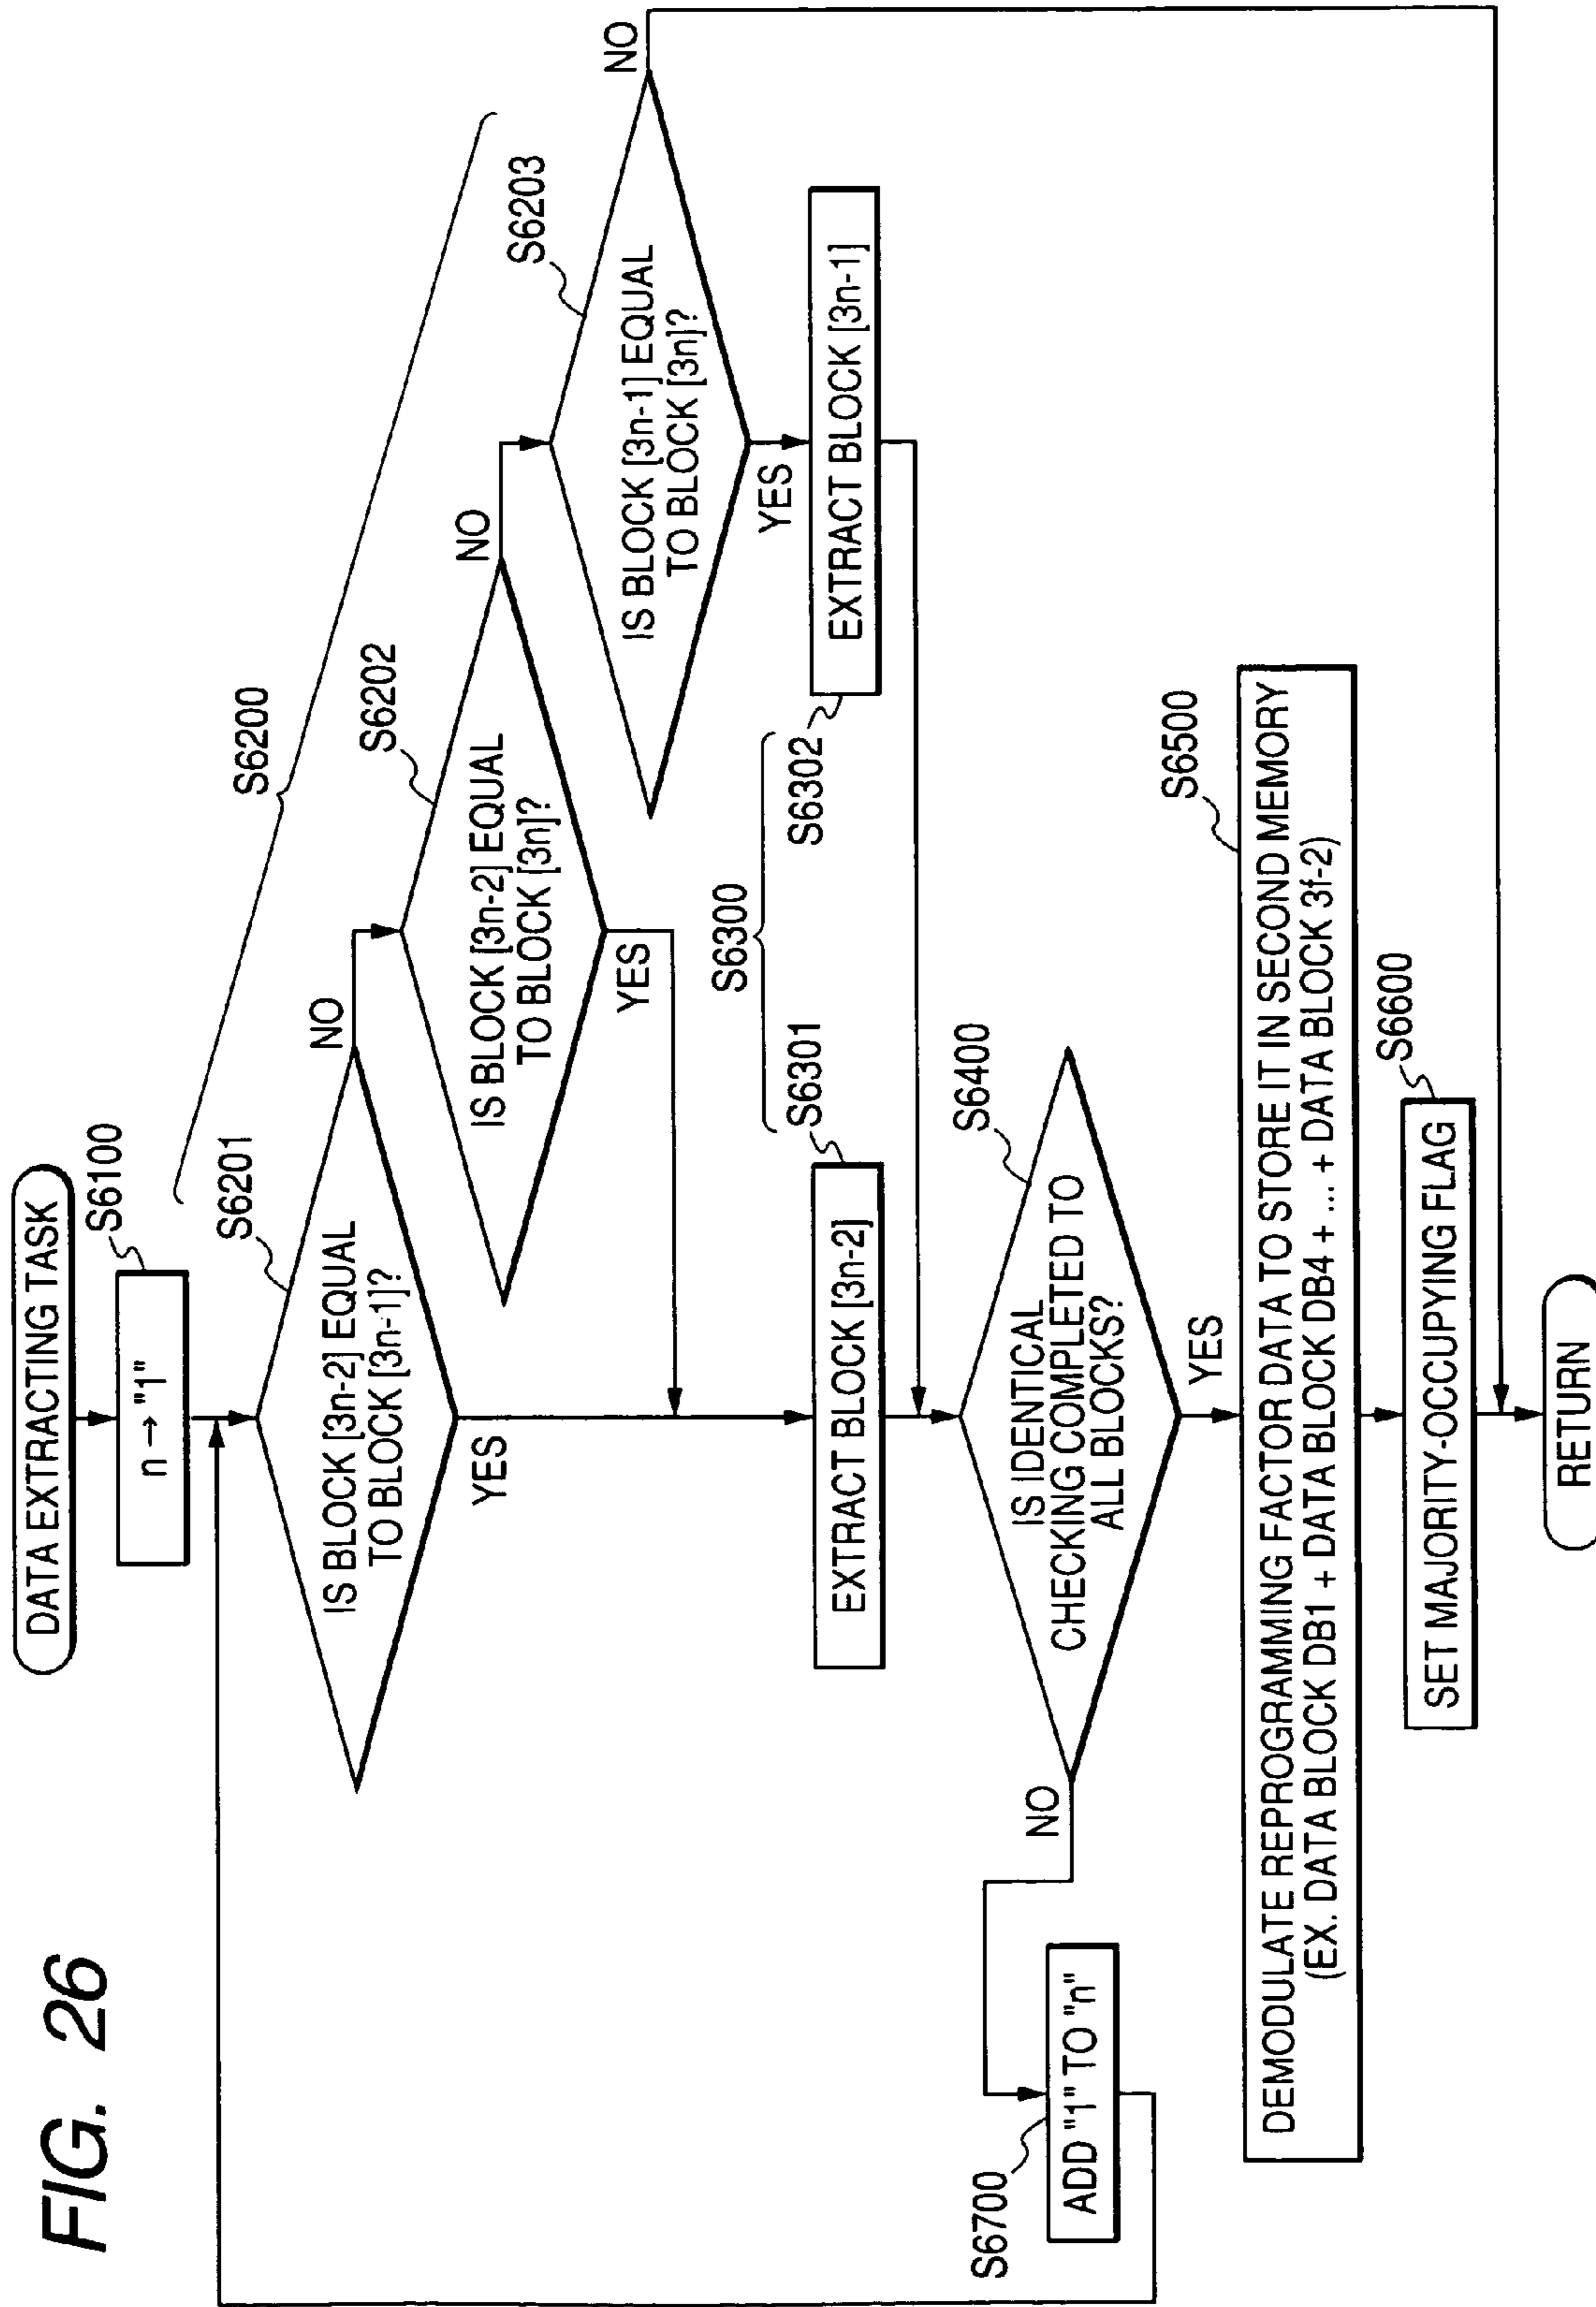 FIG. 26
DATA EXTRACTING TASK
S6100
n→"1"
S6200
S6201
IS BLOCK [3n-2] EQUAL
TO BLOCK [3n-1]?
NO
YES
S6202
IS BLOCK [3n-2] EQUAL
TO BLOCK [3n]?
NO
YES
S6203
IS BLOCK [3n-1] EQUAL
TO BLOCK [3n]?
NO
YES
S6300
S6301
EXTRACT BLOCK [3n-2]
S6302
EXTRACT BLOCK [3n-1]
S6400
IS IDENTICAL
CHECKING COMPLETED TO
ALL BLOCKS?
NO
YES
S6700
ADD "1" TO "n"
S6500
DEMODULATE REPROGRAMMING FACTOR DATA TO STORE IT IN SECOND MEMORY
(EX. DATA BLOCK DB1 + DATA BLOCK DB4 + ... + DATA BLOCK 3f-2)
S6600
SET MAJORITY-OCCUPYING FLAG
RETURN